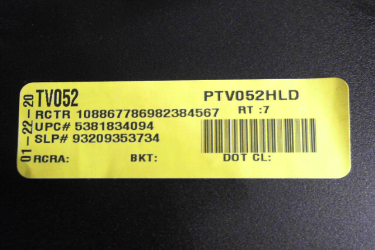 01-22-20
TV052 PTV052HLD
RCTR 108867786982384567 RT :7
UPC# 5381834094
SLP# 93209353734
RCRA: BKT: DOT CL: